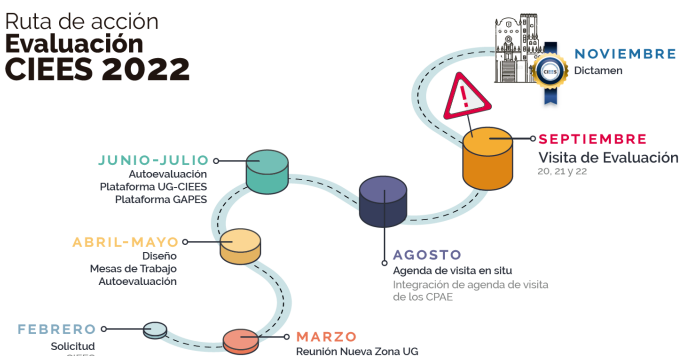 Ruta de acción
Evaluación
CIEES 2022
NOVIEMBRE
Dictamen
CIEES
SEPTIEMBRE
Visita de Evaluación
20, 21 y 22
JUNIO-JULIO
Autoevaluación
Plataforma UG-CIEES
Plataforma GAPES
AGOSTO
Agenda de visita en situ
Integración de agenda de visita
de los CPAE
ABRIL-MAYO
Diseño
Mesas de Trabajo
Autoevaluación
FEBRERO
Solicitud
MARZO
Reunión Nueva Zona UG